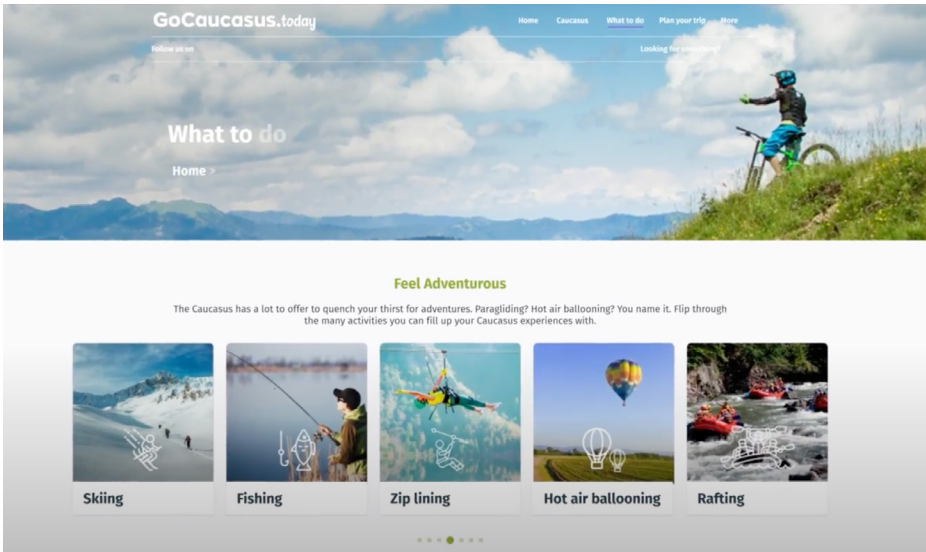 GoCaucasus.today
Home Caucasus What to do Plan your trip More
Follow us on Looking for something?
What to do
Home >
Feel Adventurous
The Caucasus has a lot to offer to quench your thirst for adventures. Paragliding? Hot air ballooning? You name it. Flip through
the many activities you can fill up your Caucasus experiences with.
Skiing Fishing Zip lining Hot air ballooning Rafting